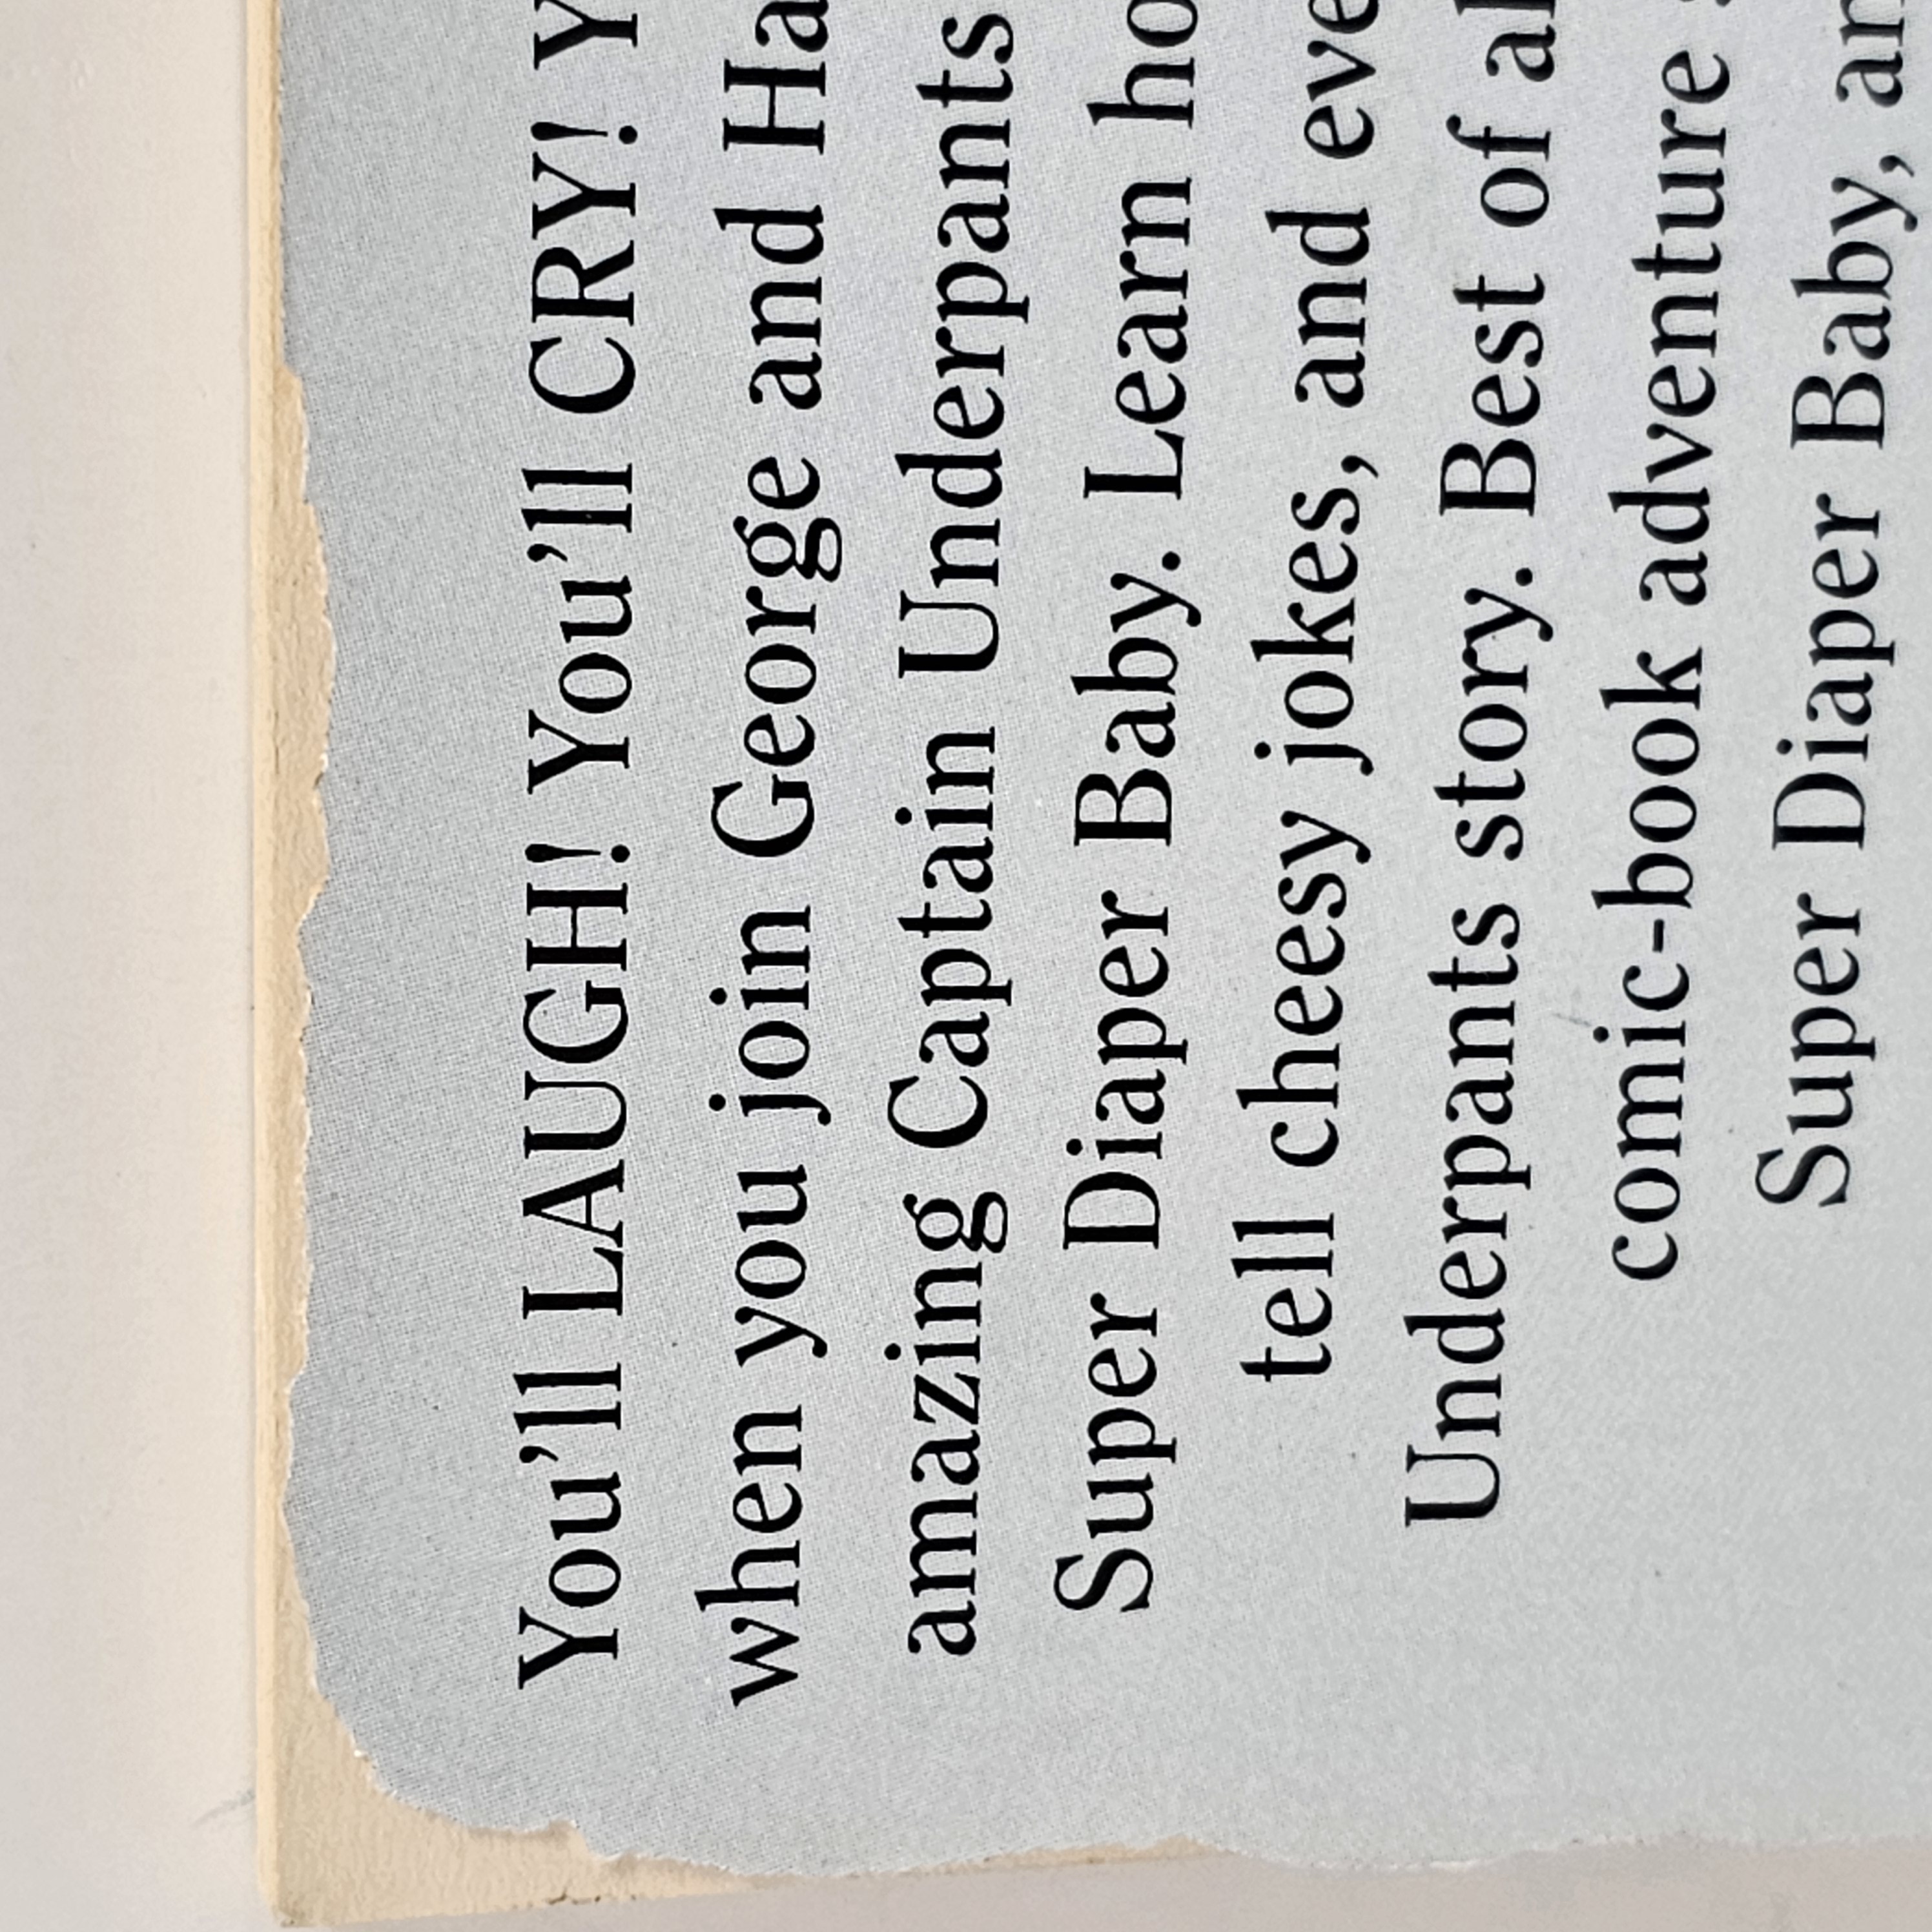 You’ll LAUGH! You’ll CRY! Y
when you join George and Ha
amazing Captain Underpants
Super Diaper Baby. Learn ho
tell cheesy jokes, and eve
Underpants story. Best of al
comic-book adventure
Super Diaper Baby, an